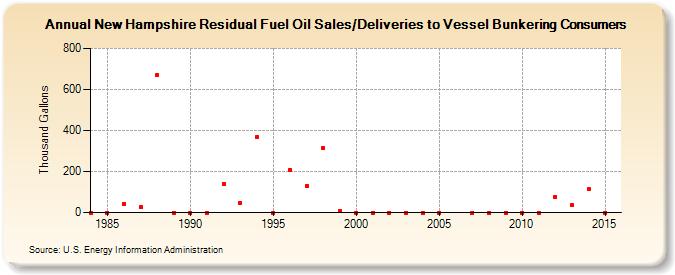 Annual New Hampshire Residual Fuel Oil Sales/Deliveries to Vessel Bunkering Consumers
Thousand Gallons
800
600
400
200
0
1985 1990 1995 2000 2005 2010 2015
Source: U.S. Energy Information Administration